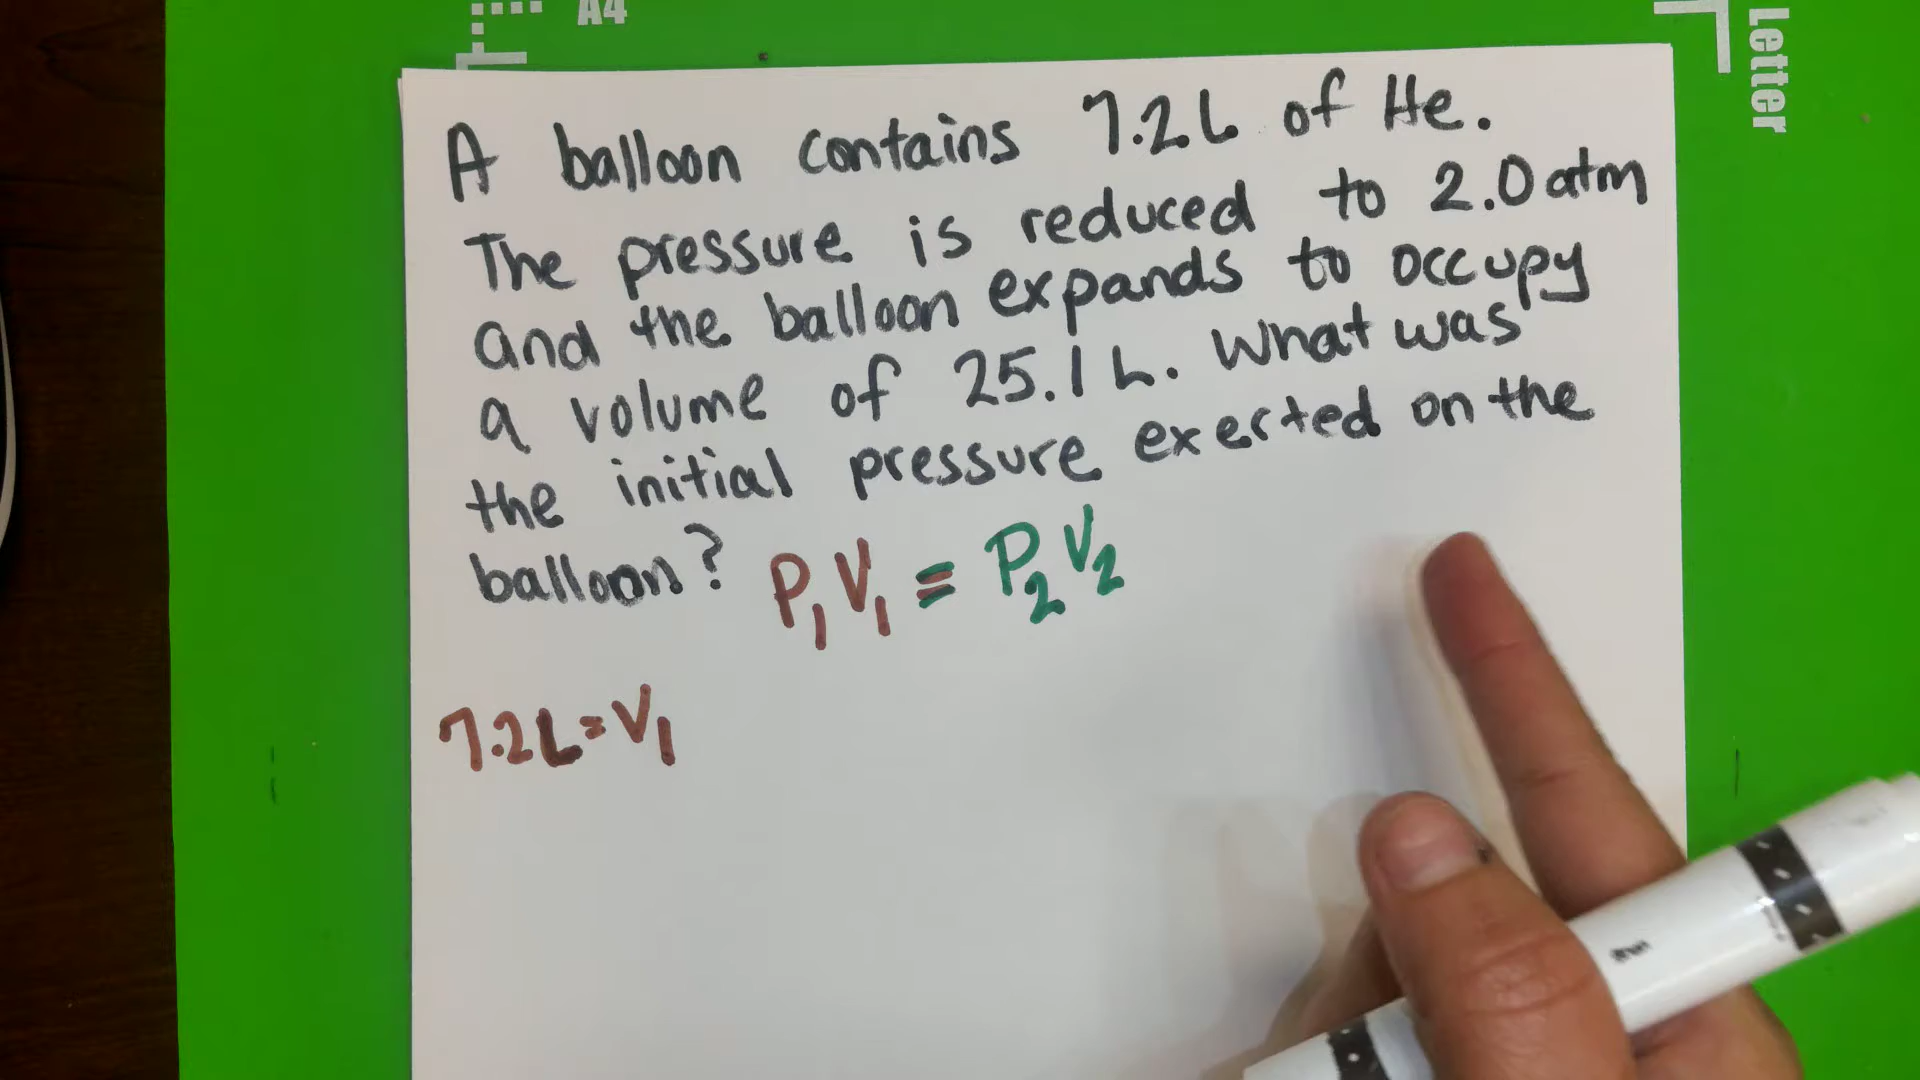 A4
Letter
A balloon contains 7.2L of He.
The pressure is reduced to 2.0 atm
and the balloon expands to occupy
a volume of 25.1 L. What was
the initial pressure exerted on the
balloon? P₁V₁ = P₂V₂
7.2L = V₁